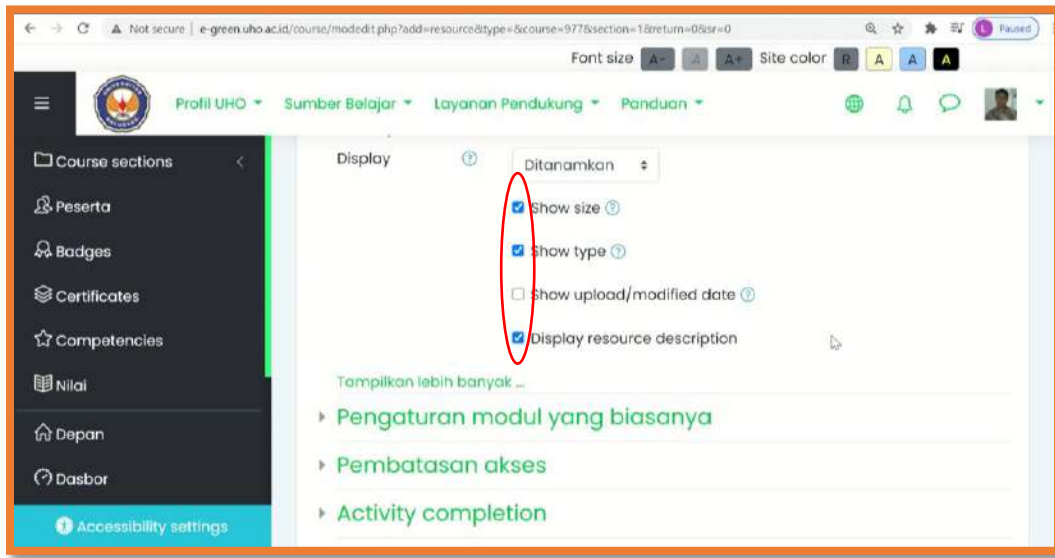 Not secure | e-green.uho.ac.id/course/modedit.php?add=resource&type=&course=977&section=1&return=0&sr=0
Paused
Font size A- A A+ Site color R A A A
Profil UHO Sumber Belajar Layanan Pendukung Panduan
Course sections
Peserta
Badges
Certificates
Competencies
Nilai
Depan
Dasbor
Accessibility settings
Display
Ditanamkan
Show size
Show type
Show upload/modified date
Display resource description
Tampilkan lebih banyak ...
Pengaturan modul yang biasanya
Pembatasan akses
Activity completion